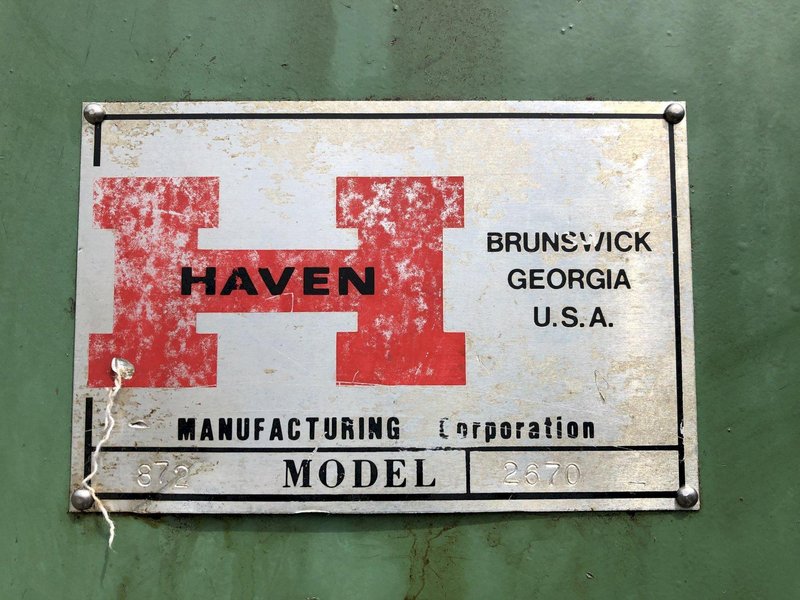 HAVEN
BRUNSWICK
GEORGIA
U.S.A.
MANUFACTURING Corporation
872 MODEL 2670